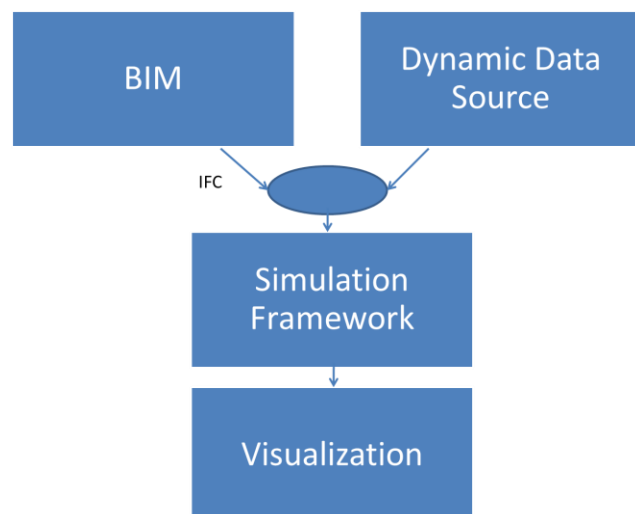 BIM
Dynamic Data
Source
IFC
Simulation
Framework
Visualization